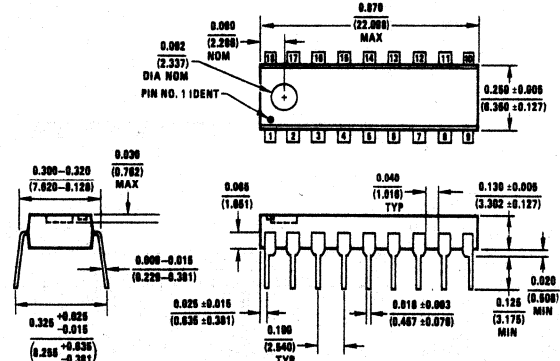 0.870
(22.098)
MAX
(2.286)
NOM
(2.337)
DIA NOM
PIN NO. 1 IDENT
18 17 16 15 14 13 12 11 10
1 2 3 4 5 6 7 8 9
0.250 ±0.005
(6.350 ±0.127)
0.300–0.320
(7.620–8.128)
0.030
(0.762)
MAX
0.065
(1.651)
0.040
(1.016)
TYP
0.130 ±0.005
(3.302 ±0.127)
0.009–0.015
(0.229–0.381)
0.325 +0.025
−0.015
(8.255 +0.635
−0.381)
0.025 ±0.015
(0.635 ±0.381)
0.100
(2.540)
TYP
0.018 ±0.003
(0.457 ±0.076)
0.125
(3.175)
MIN
0.020
(0.508)
MIN